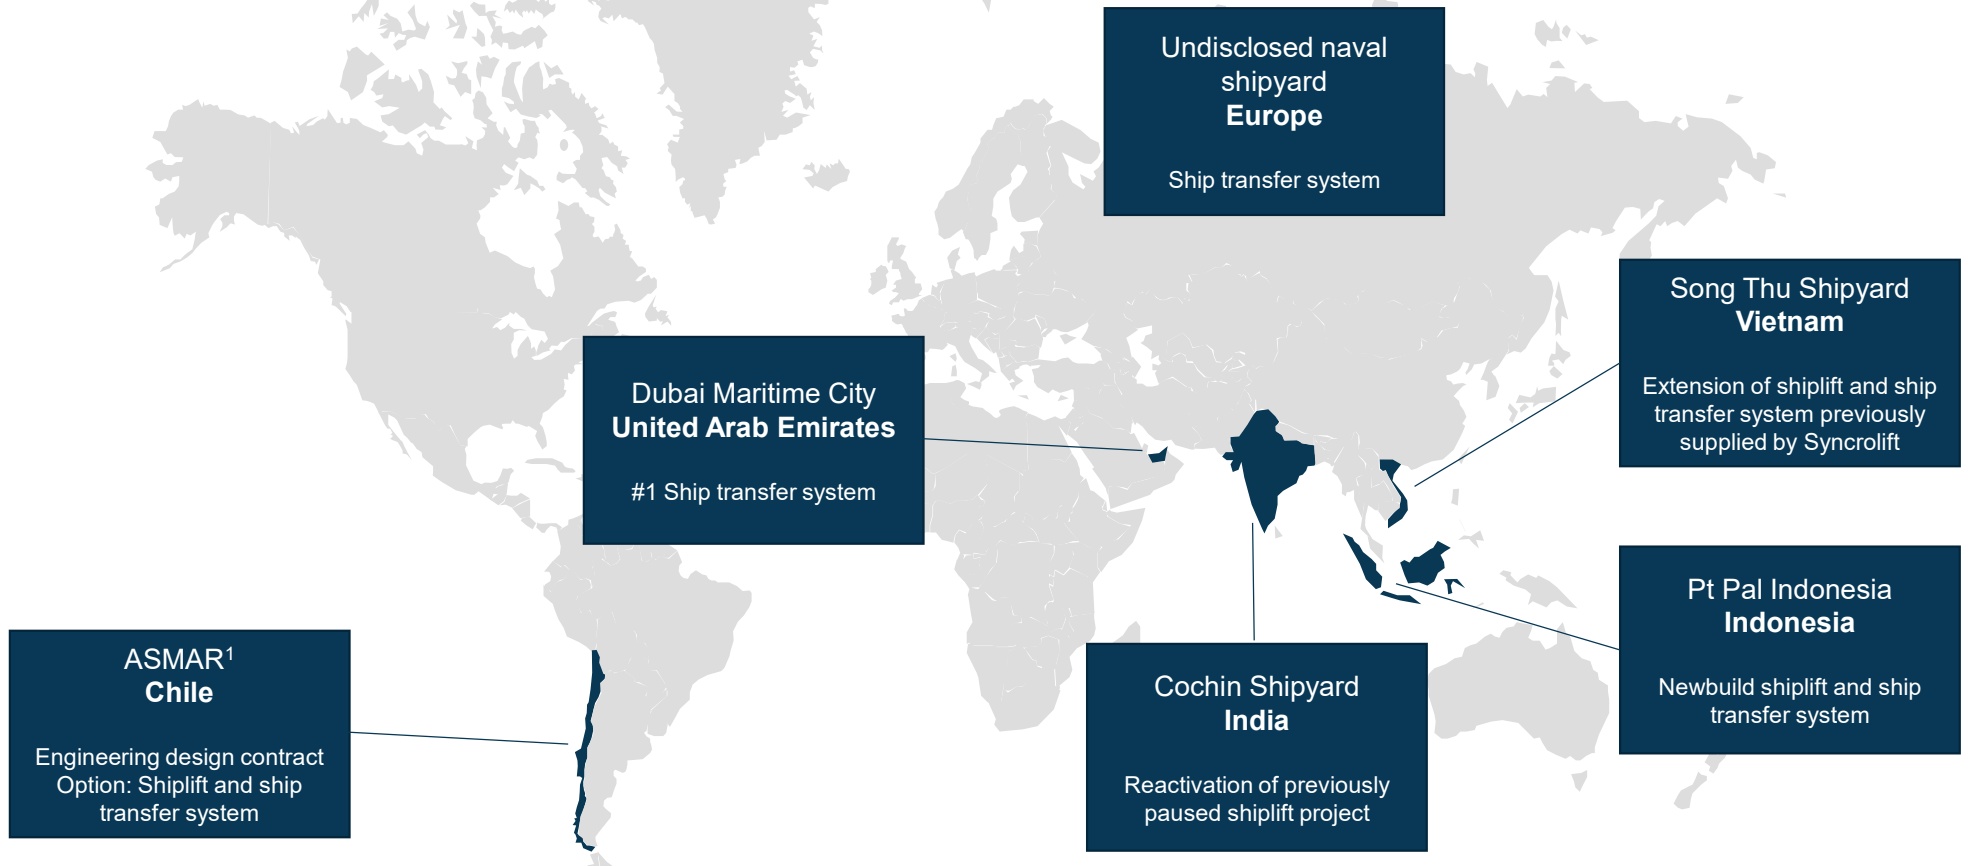 Undisclosed naval
shipyard
Europe
Ship transfer system
Song Thu Shipyard
Vietnam
Extension of shiplift and ship
transfer system previously
supplied by Syncrolift
Dubai Maritime City
United Arab Emirates
#1 Ship transfer system
Pt Pal Indonesia
Indonesia
Newbuild shiplift and ship
transfer system
ASMAR¹
Chile
Engineering design contract
Option: Shiplift and ship
transfer system
Cochin Shipyard
India
Reactivation of previously
paused shiplift project